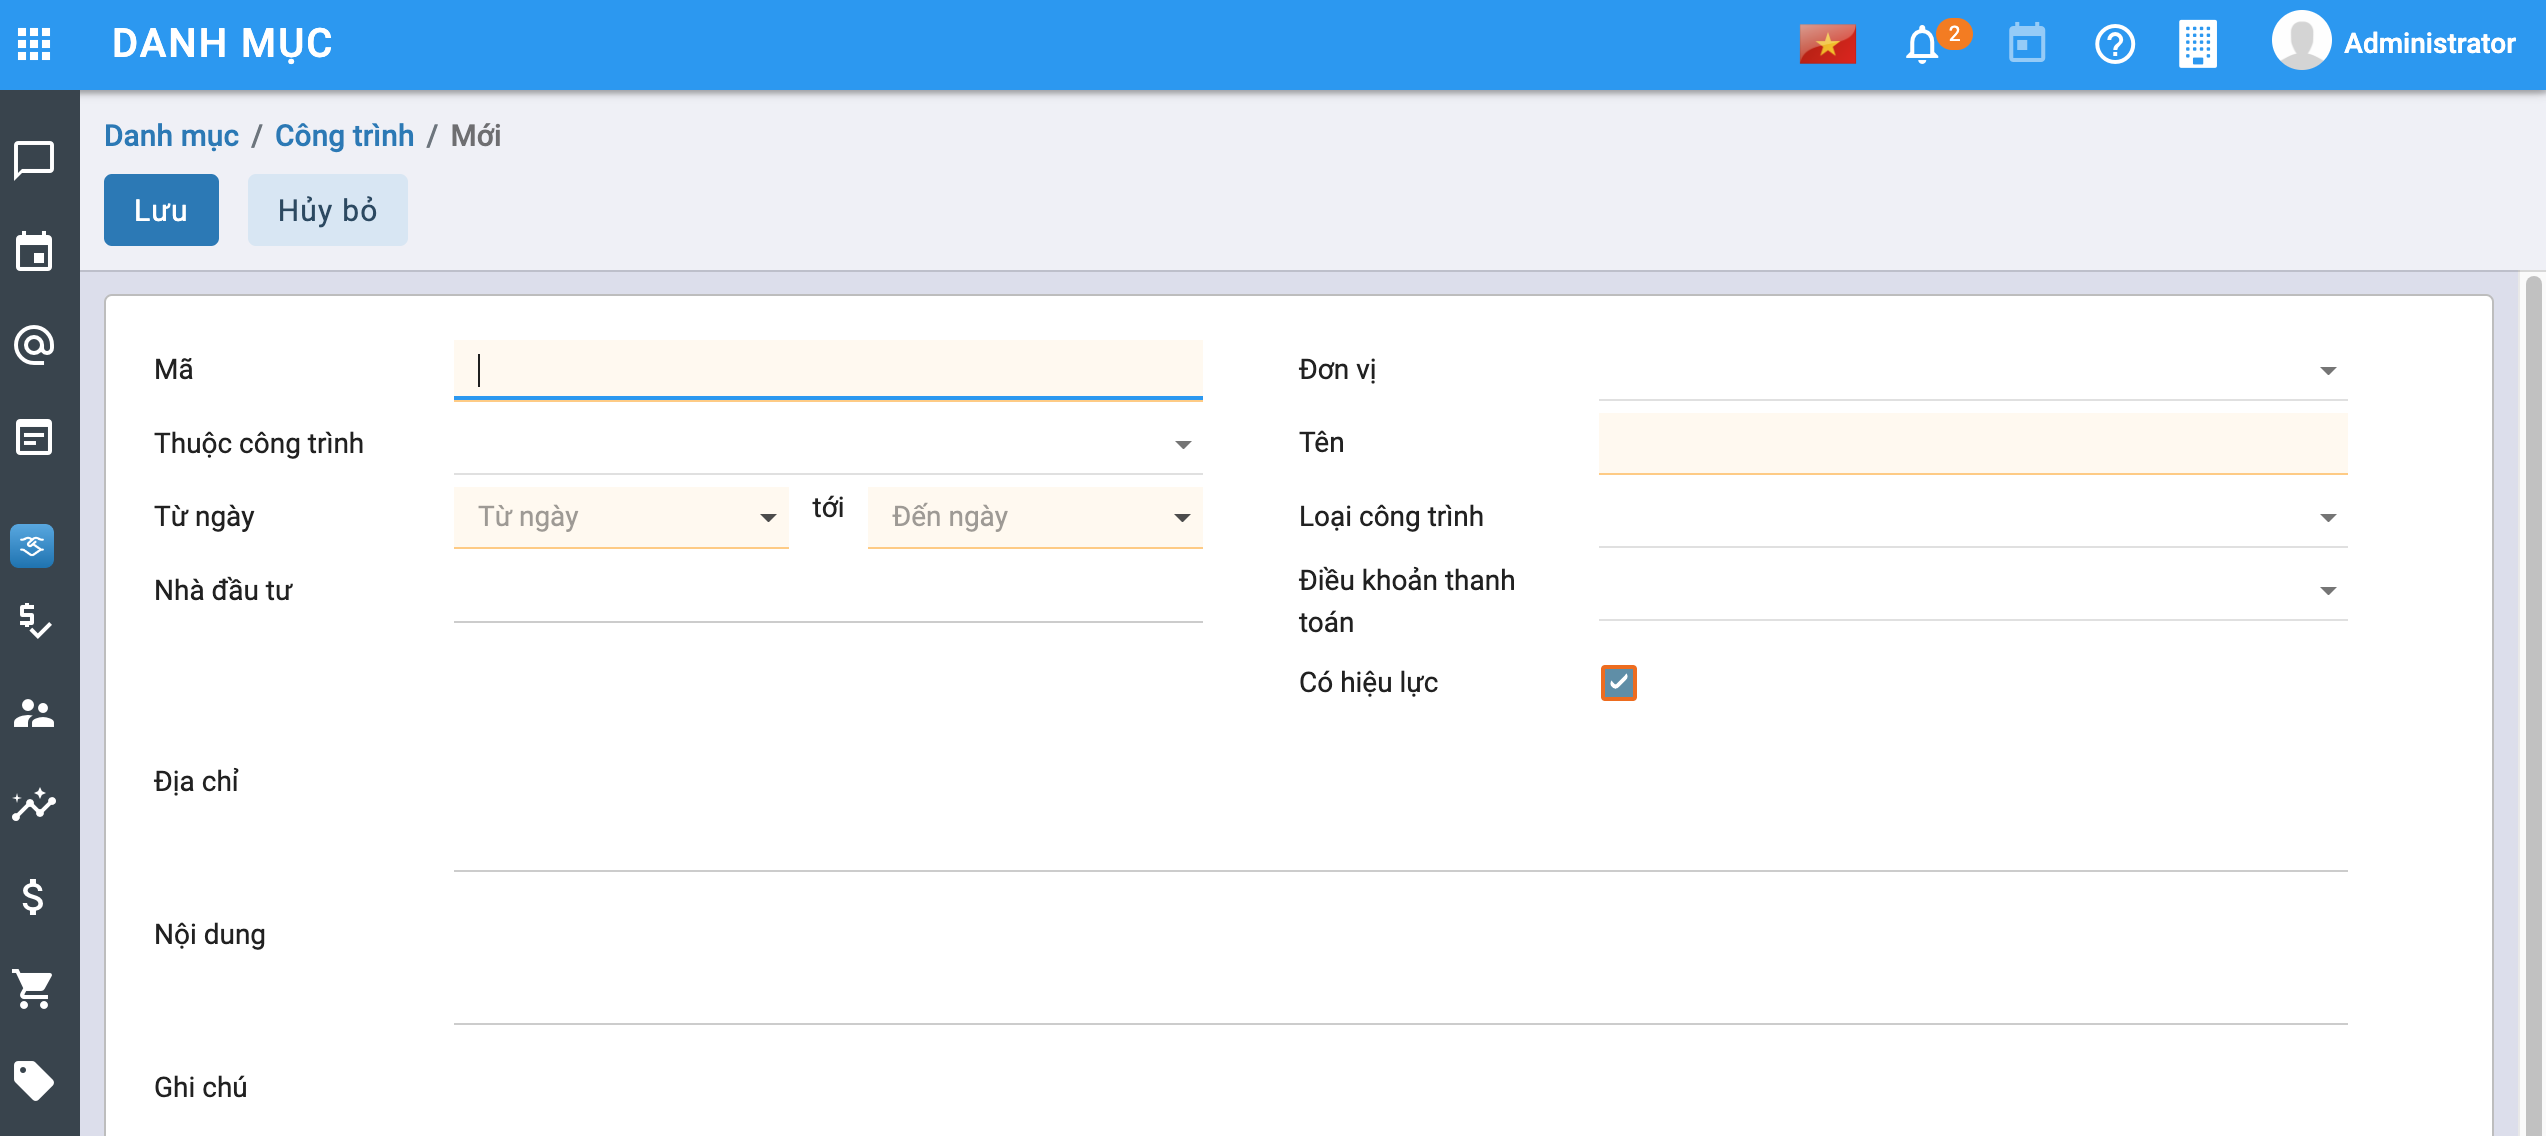 DANH MỤC
2
Administrator
Danh mục / Công trình / Mới
Lưu
Hủy bỏ
Mã
Đơn vị
Thuộc công trình
Tên
Từ ngày
Từ ngày
tới
Đến ngày
Loại công trình
Nhà đầu tư
Điều khoản thanh
toán
Có hiệu lực
Địa chỉ
Nội dung
Ghi chú